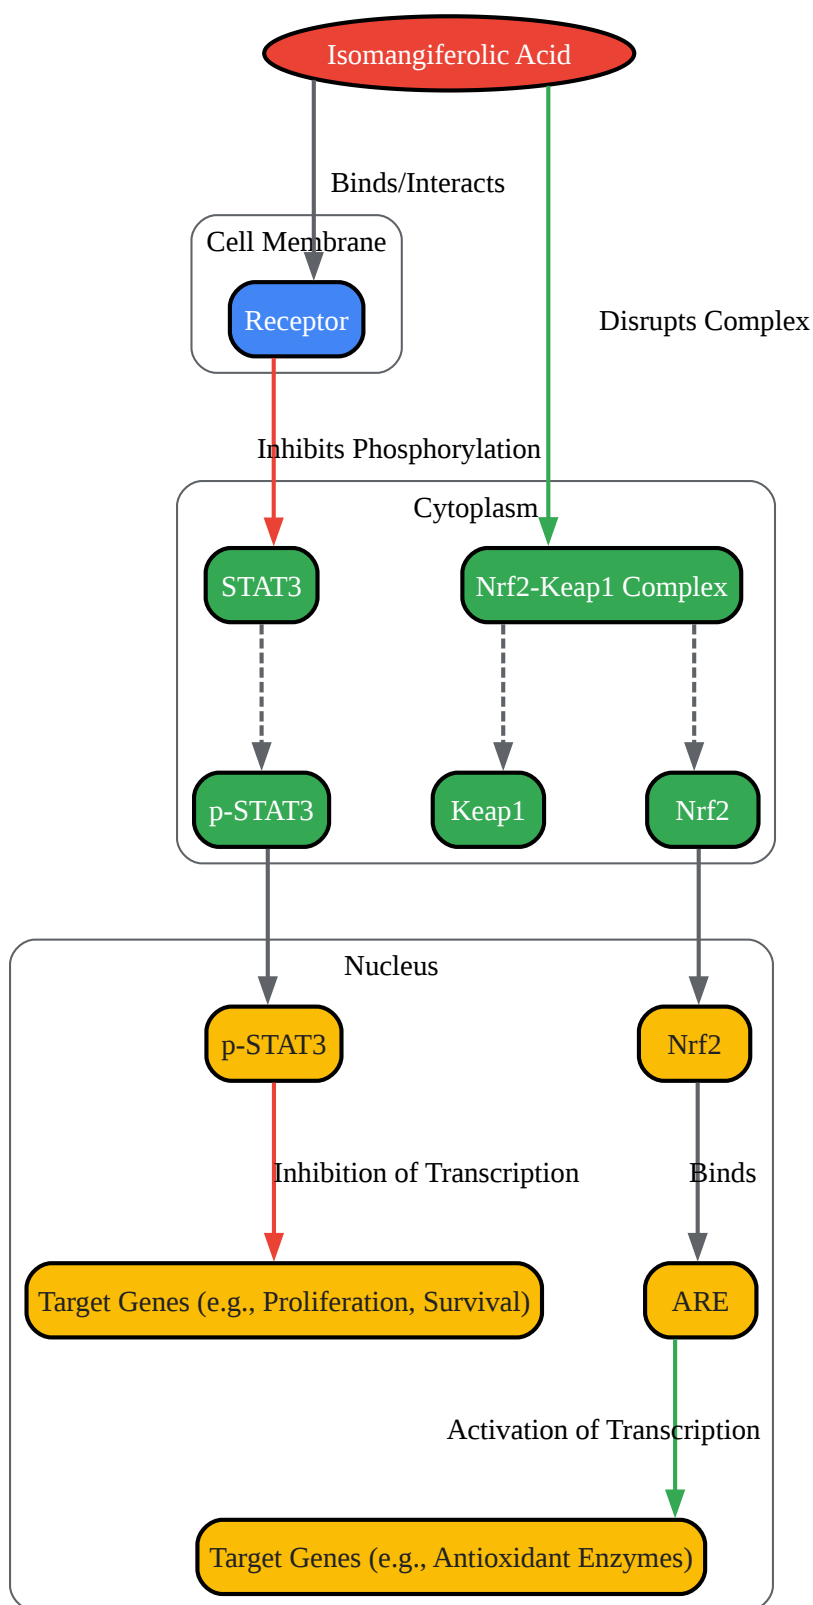 Isomangiferolic Acid
Binds/Interacts
Cell Membrane
Receptor
Disrupts Complex
Inhibits Phosphorylation
Cytoplasm
STAT3
Nrf2-Keap1 Complex
p-STAT3
Keap1
Nrf2
Nucleus
p-STAT3
Nrf2
Inhibition of Transcription
Binds
Target Genes (e.g., Proliferation, Survival)
ARE
Activation of Transcription
Target Genes (e.g., Antioxidant Enzymes)